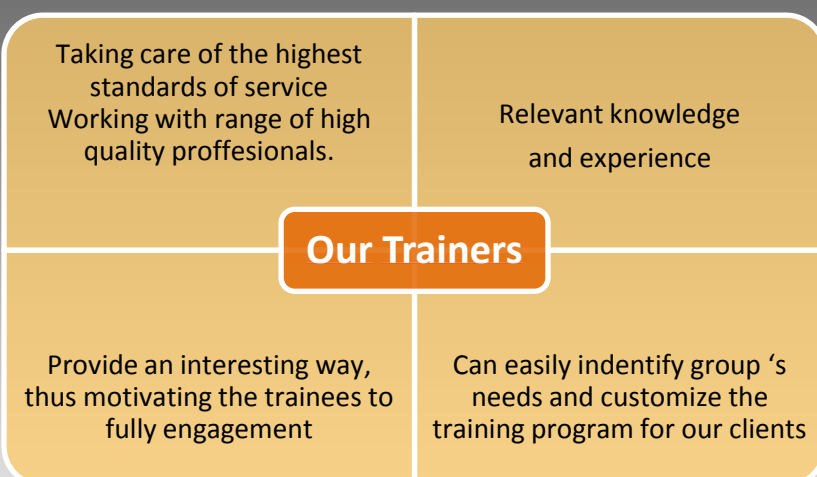 Taking care of the highest
standards of service
Working with range of high
quality proffesionals.
Relevant knowledge
and experience
Our Trainers
Provide an interesting way,
thus motivating the trainees to
fully engagement
Can easily indentify group ‘s
needs and customize the
training program for our clients